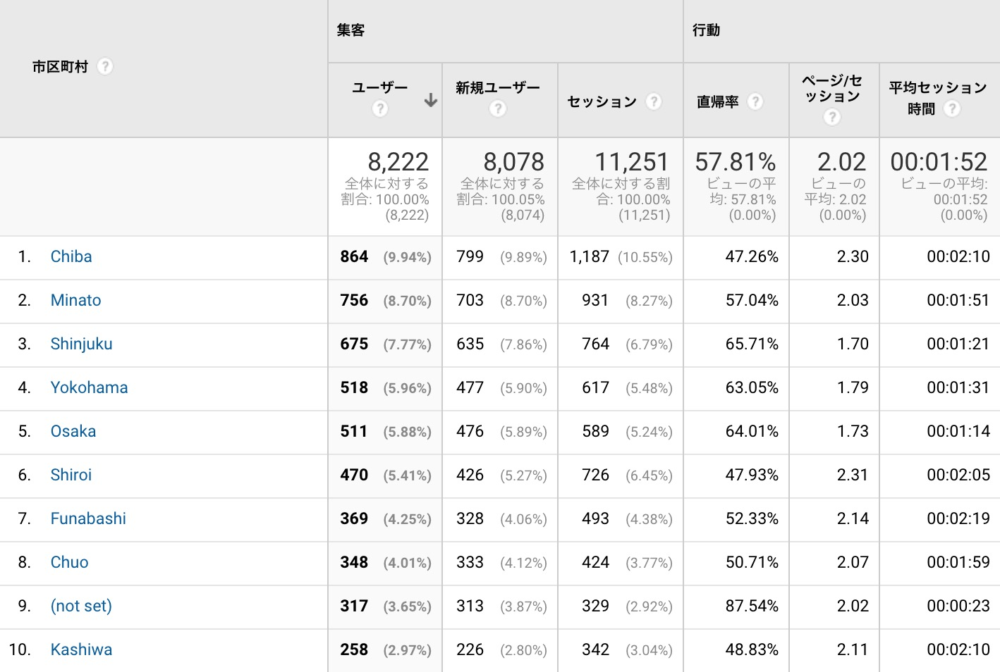 集客
行動
市区町村 ?
ユーザー
?
新規ユーザー
?
セッション ?
直帰率 ?
ページ/セ
ッション
?
平均セッション
時間 ?
8,222
全体に対する
割合: 100.00%
(8,222)
8,078
全体に対する
割合: 100.05%
(8,074)
11,251
全体に対する割
合: 100.00%
(11,251)
57.81%
ビューの平
均: 57.81%
(0.00%)
2.02
ビューの
平均: 2.02
(0.00%)
00:01:52
ビューの平均:
00:01:52
(0.00%)
1. Chiba 864 (9.94%) 799 (9.89%) 1,187 (10.55%) 47.26% 2.30 00:02:10
2. Minato 756 (8.70%) 703 (8.70%) 931 (8.27%) 57.04% 2.03 00:01:51
3. Shinjuku 675 (7.77%) 635 (7.86%) 764 (6.79%) 65.71% 1.70 00:01:21
4. Yokohama 518 (5.96%) 477 (5.90%) 617 (5.48%) 63.05% 1.79 00:01:31
5. Osaka 511 (5.88%) 476 (5.89%) 589 (5.24%) 64.01% 1.73 00:01:14
6. Shiroi 470 (5.41%) 426 (5.27%) 726 (6.45%) 47.93% 2.31 00:02:05
7. Funabashi 369 (4.25%) 328 (4.06%) 493 (4.38%) 52.33% 2.14 00:02:19
8. Chuo 348 (4.01%) 333 (4.12%) 424 (3.77%) 50.71% 2.07 00:01:59
9. (not set) 317 (3.65%) 313 (3.87%) 329 (2.92%) 87.54% 2.02 00:00:23
10. Kashiwa 258 (2.97%) 226 (2.80%) 342 (3.04%) 48.83% 2.11 00:02:10